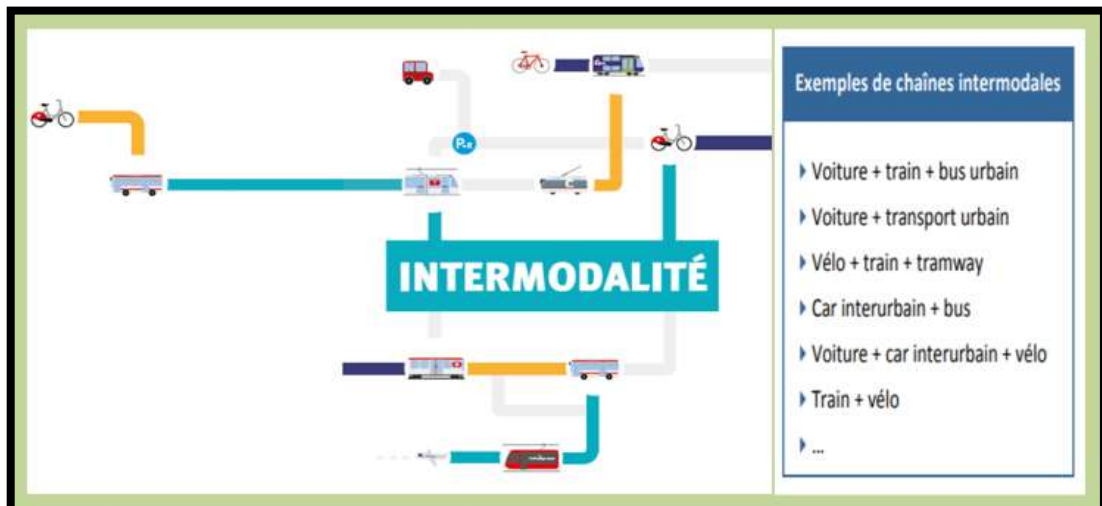 P+R
INTERMODALITÉ
Exemples de chaînes intermodales
Voiture + train + bus urbain
Voiture + transport urbain
Vélo + train + tramway
Car interurbain + bus
Voiture + car interurbain + vélo
Train + vélo
...